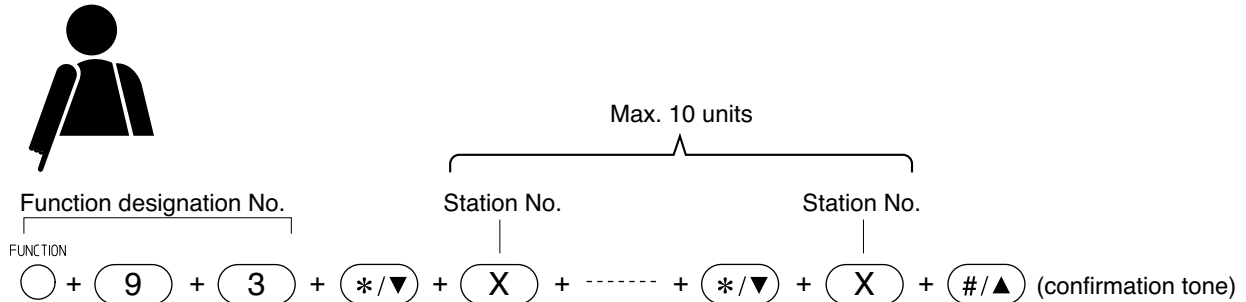 Max. 10 units
Function designation No. Station No. Station No.
FUNCTION
+ 9 + 3 + */▼ + X + ------ + */▼ + X + #/▲ (confirmation tone)